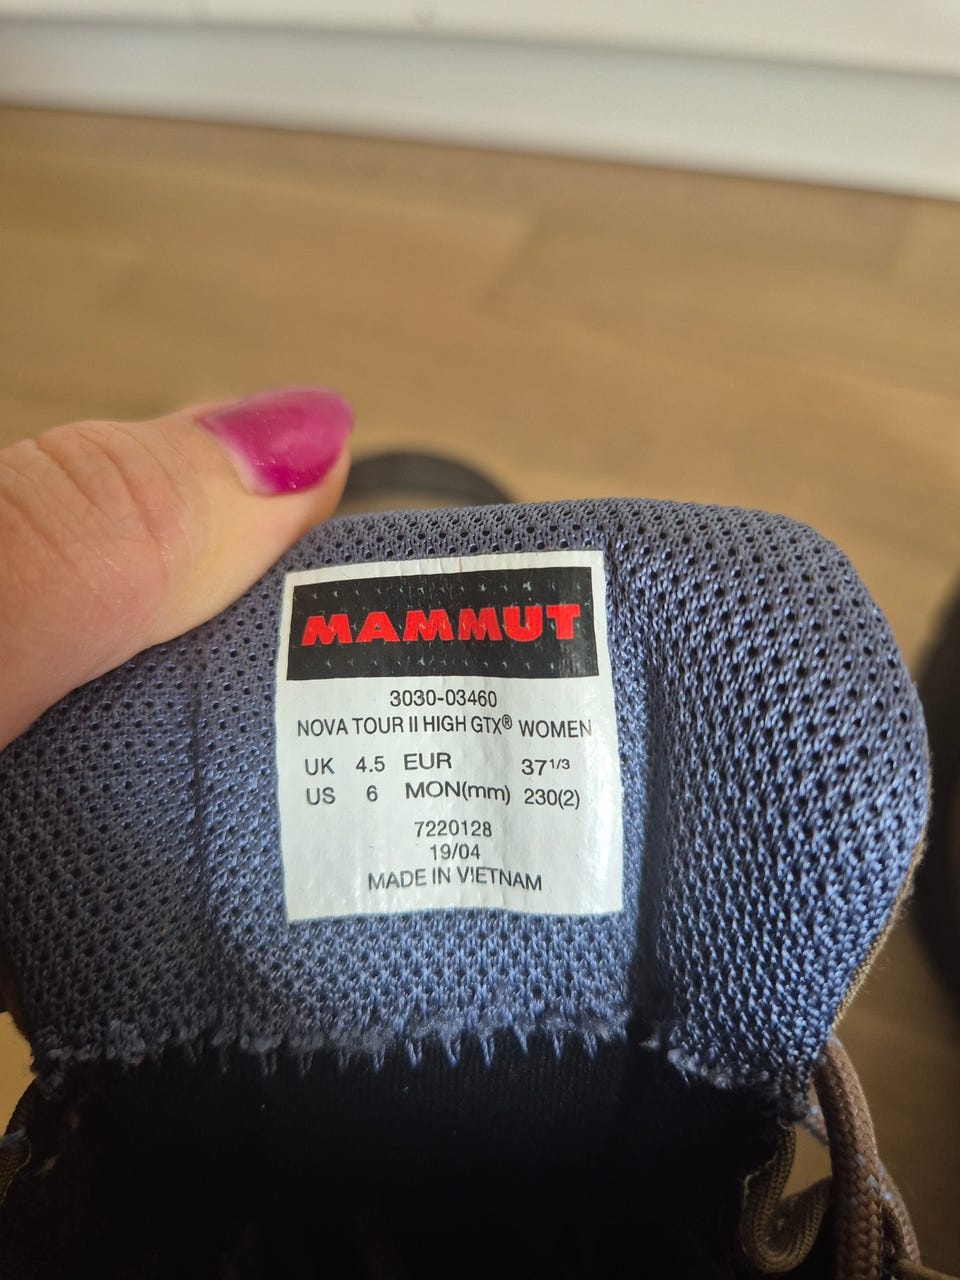 MAMMUT
3030-03460
NOVA TOUR II HIGH GTX® WOMEN
UK 4.5 EUR 37 1/3
US 6 MON(mm) 230(2)
7220128
19/04
MADE IN VIETNAM